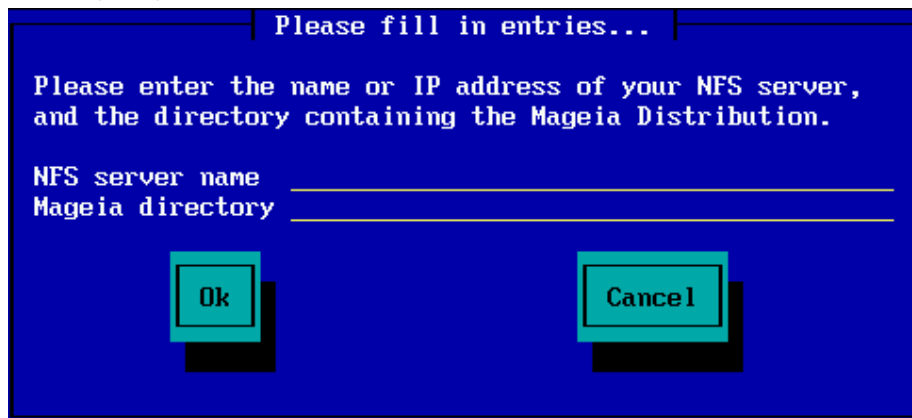 Please fill in entries...
Please enter the name or IP address of your NFS server,
and the directory containing the Mageia Distribution.
NFS server name
Mageia directory
Ok Cancel